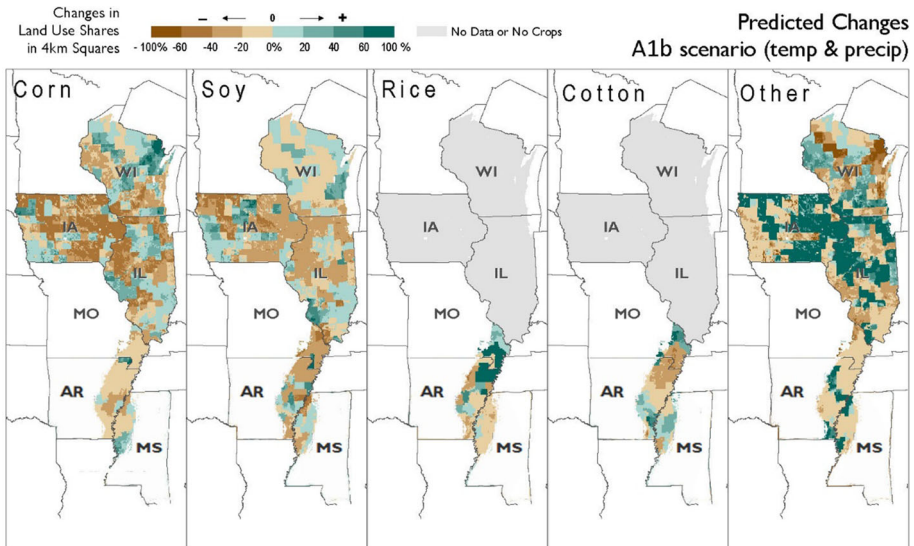 Changes in
Land Use Shares
in 4km Squares
− 0 +
- 100% -60 -40 -20 0% 20 40 60 100 %
No Data or No Crops
Predicted Changes
A1b scenario (temp & precip)
Corn Soy Rice Cotton Other
WI WI WI WI WI
IA IA IA IA IA
IL IL IL IL IL
MO MO MO MO MO
AR AR AR AR AR
MS MS MS MS MS